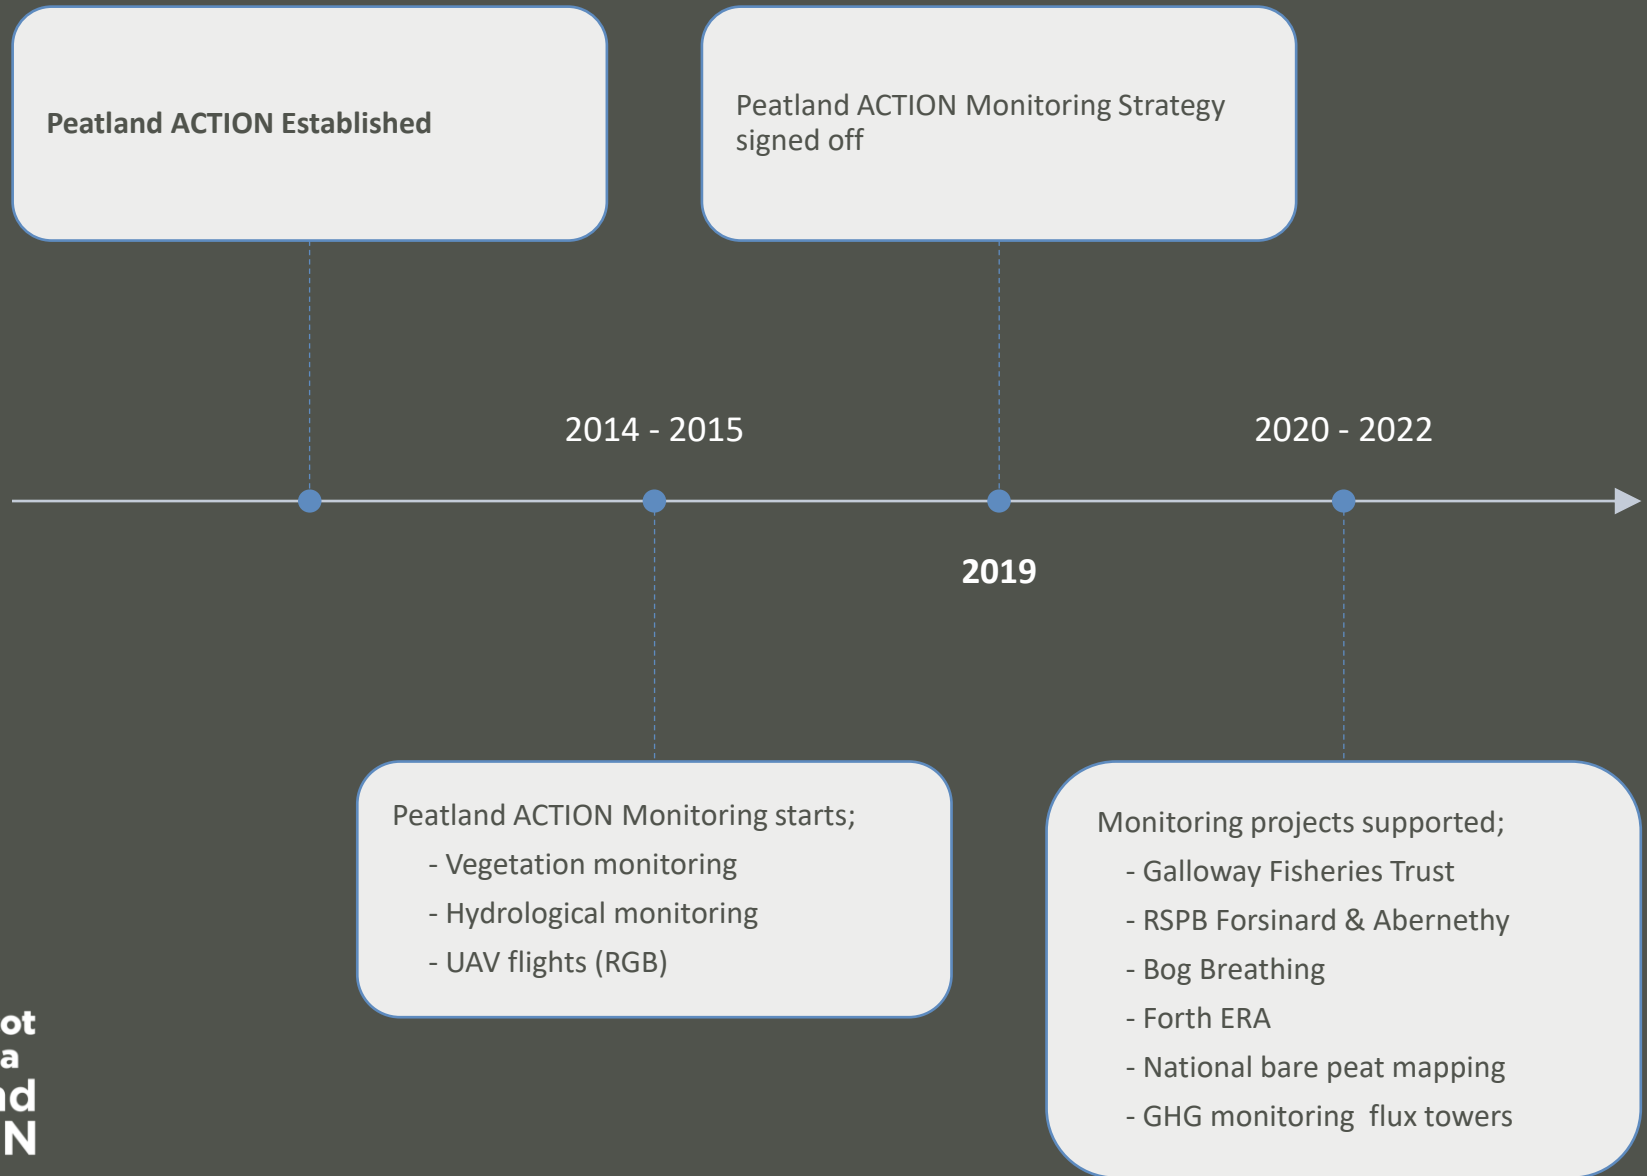 Peatland ACTION Established
Peatland ACTION Monitoring Strategy
signed off
2014 - 2015
2020 - 2022
2019
Peatland ACTION Monitoring starts;
- Vegetation monitoring
- Hydrological monitoring
- UAV flights (RGB)
Monitoring projects supported;
- Galloway Fisheries Trust
- RSPB Forsinard & Abernethy
- Bog Breathing
- Forth ERA
- National bare peat mapping
- GHG monitoring  flux towers